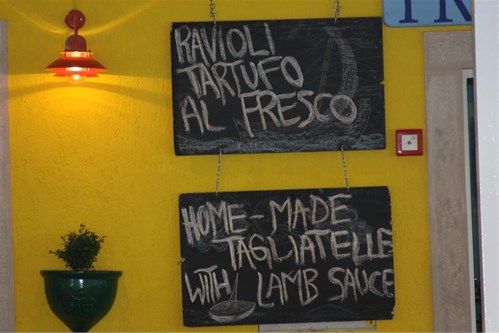 RAVIOLI
TARTUFO
AL FRESCO
HOME-MADE
TAGLIATELLE
WITH LAMB SAUCE